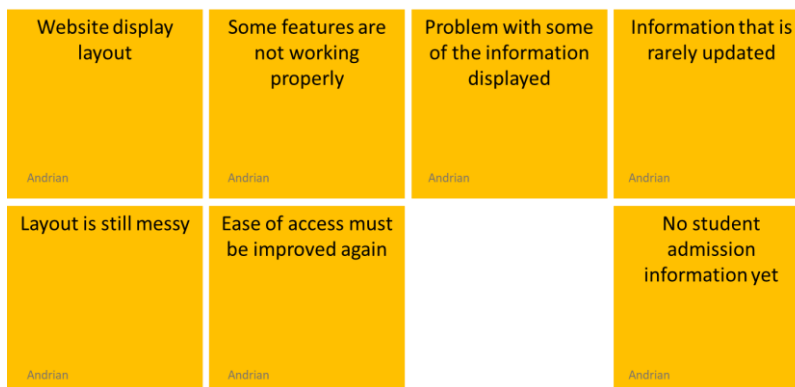 Website display
layout
Andrian
Some features are
not working
properly
Andrian
Problem with some
of the information
displayed
Andrian
Information that is
rarely updated
Andrian
Layout is still messy
Andrian
Ease of access must
be improved again
Andrian
No student
admission
information yet
Andrian